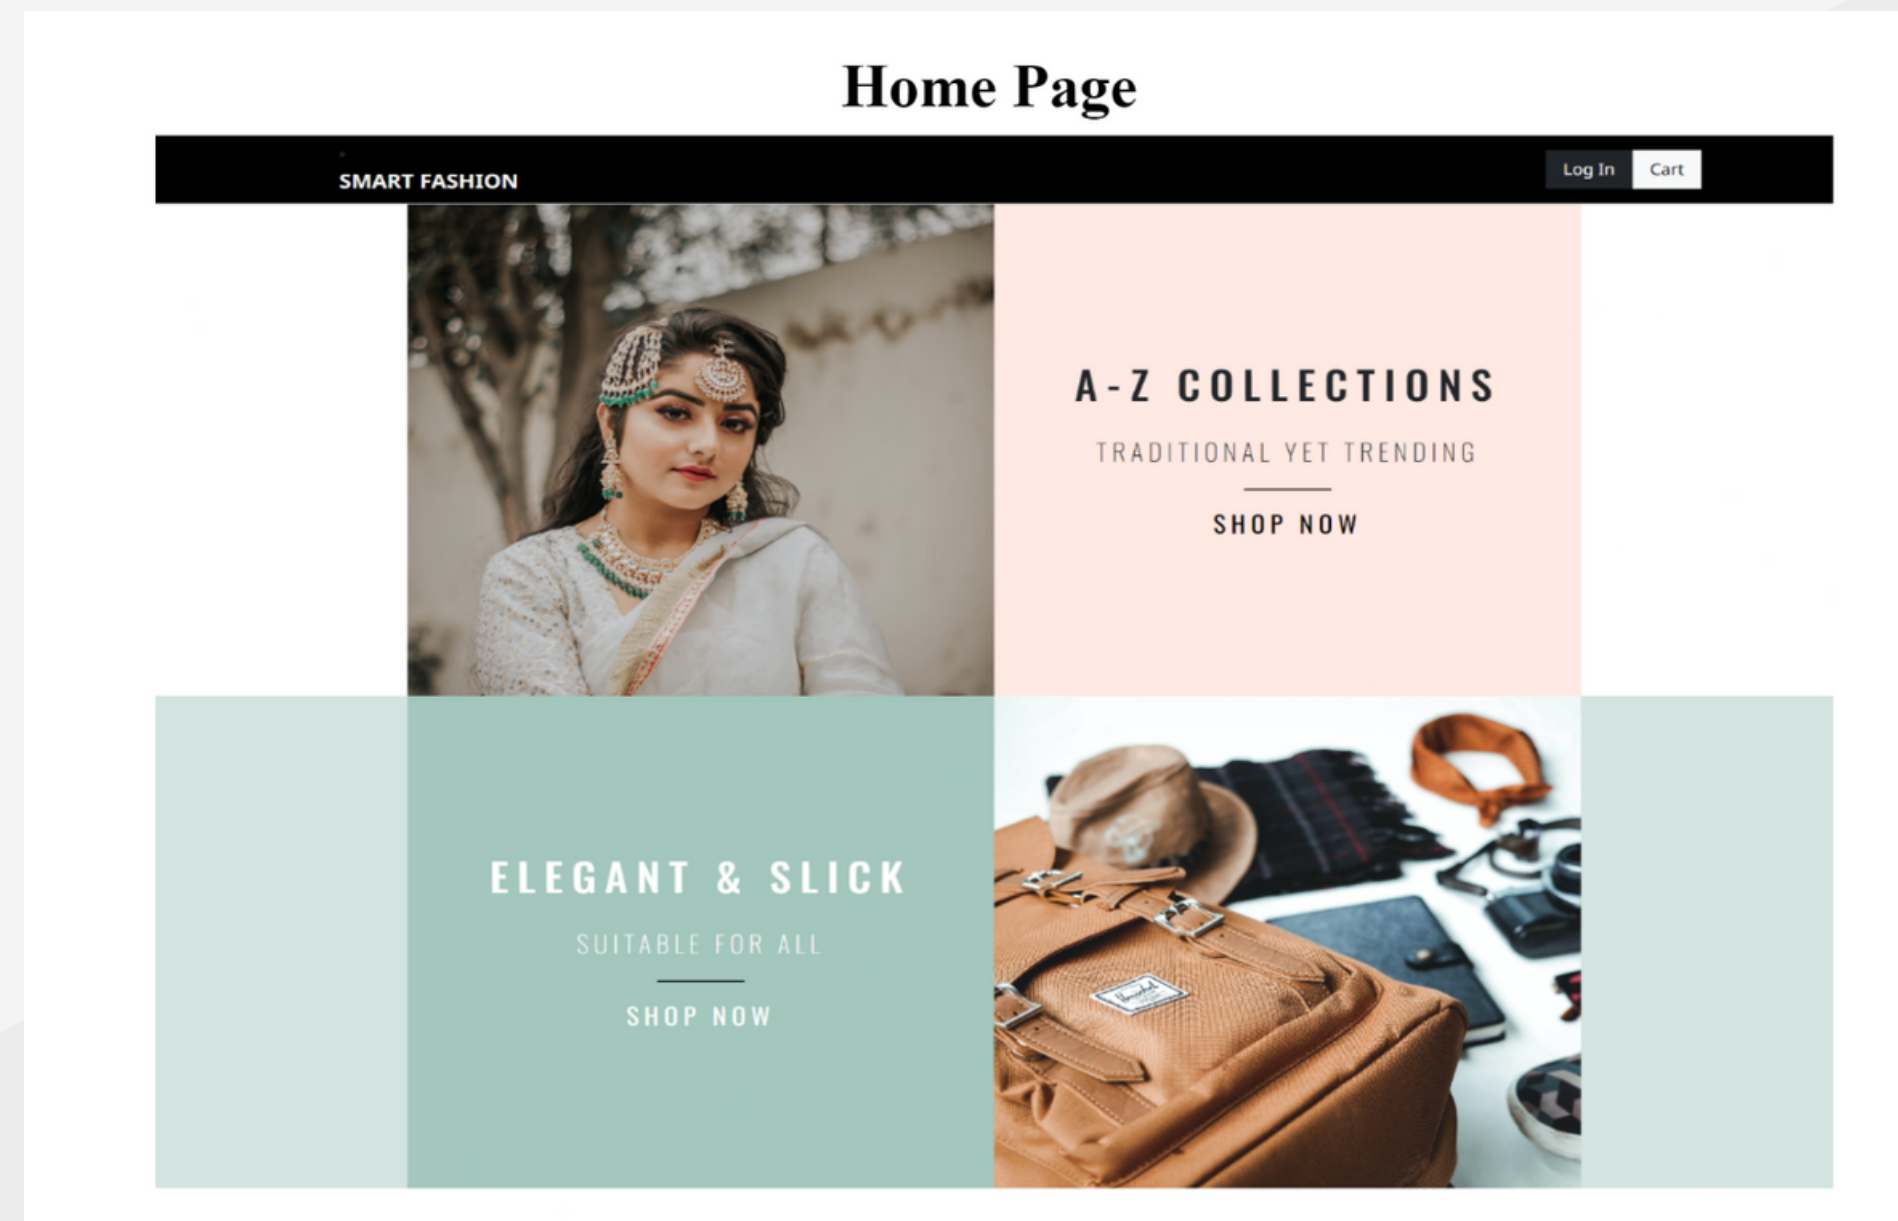 Home Page
SMART FASHION
Log In
Cart
A-Z COLLECTIONS
TRADITIONAL YET TRENDING
SHOP NOW
ELEGANT & SLICK
SUITABLE FOR ALL
SHOP NOW
Herschel